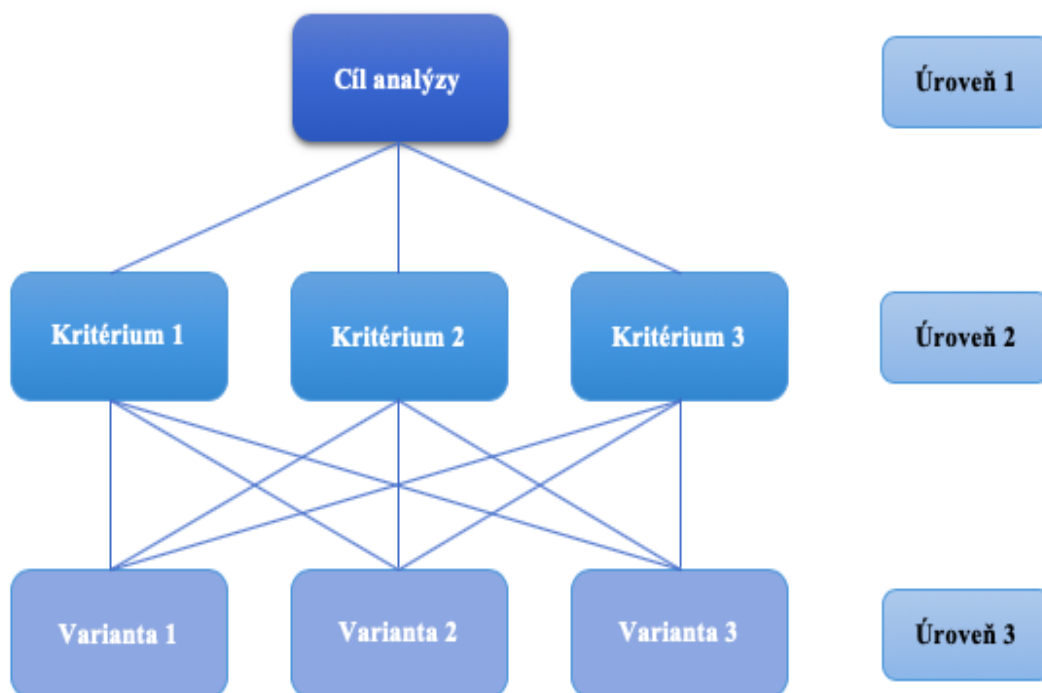 Cíl analýzy
Úroveň 1
Kritérium 1
Kritérium 2
Kritérium 3
Úroveň 2
Varianta 1
Varianta 2
Varianta 3
Úroveň 3